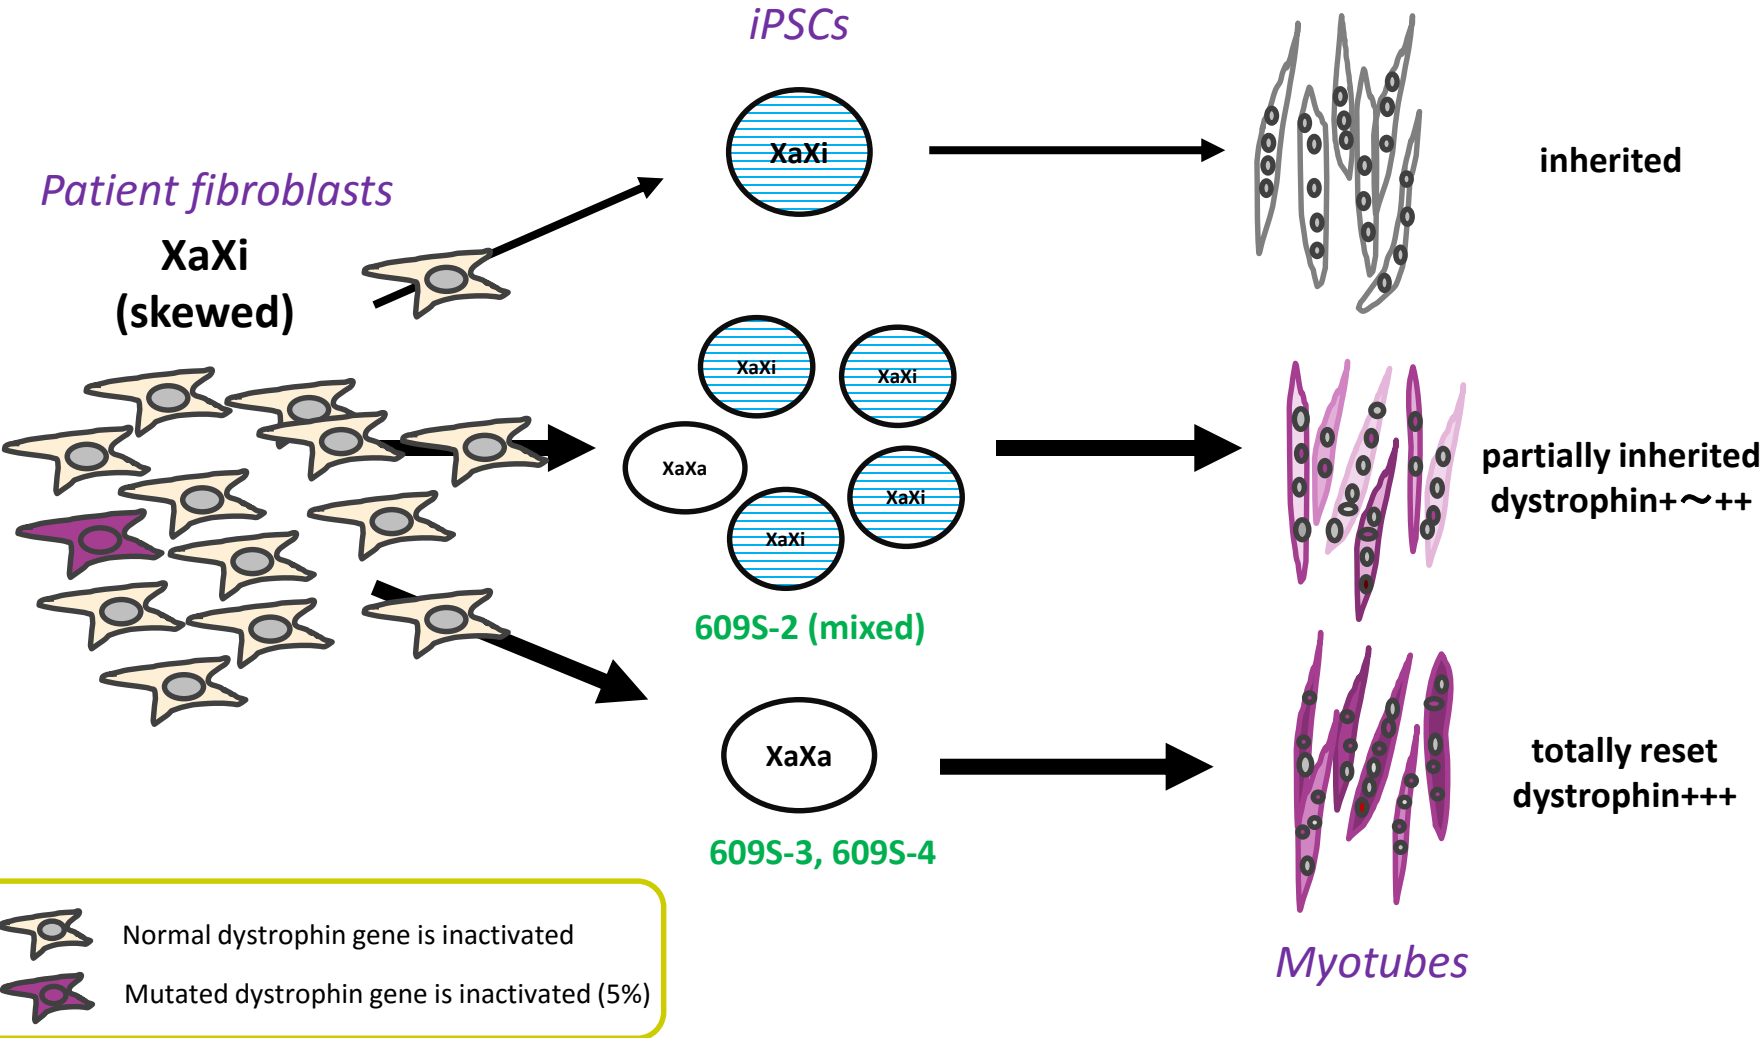 iPSCs
XaXi
inherited
Patient fibroblasts
XaXi
(skewed)
XaXi
XaXi
XaXa
XaXi
XaXi
partially inherited
dystrophin+～++
609S-2 (mixed)
XaXa
totally reset
dystrophin+++
609S-3, 609S-4
Myotubes
Normal dystrophin gene is inactivated
Mutated dystrophin gene is inactivated (5%)